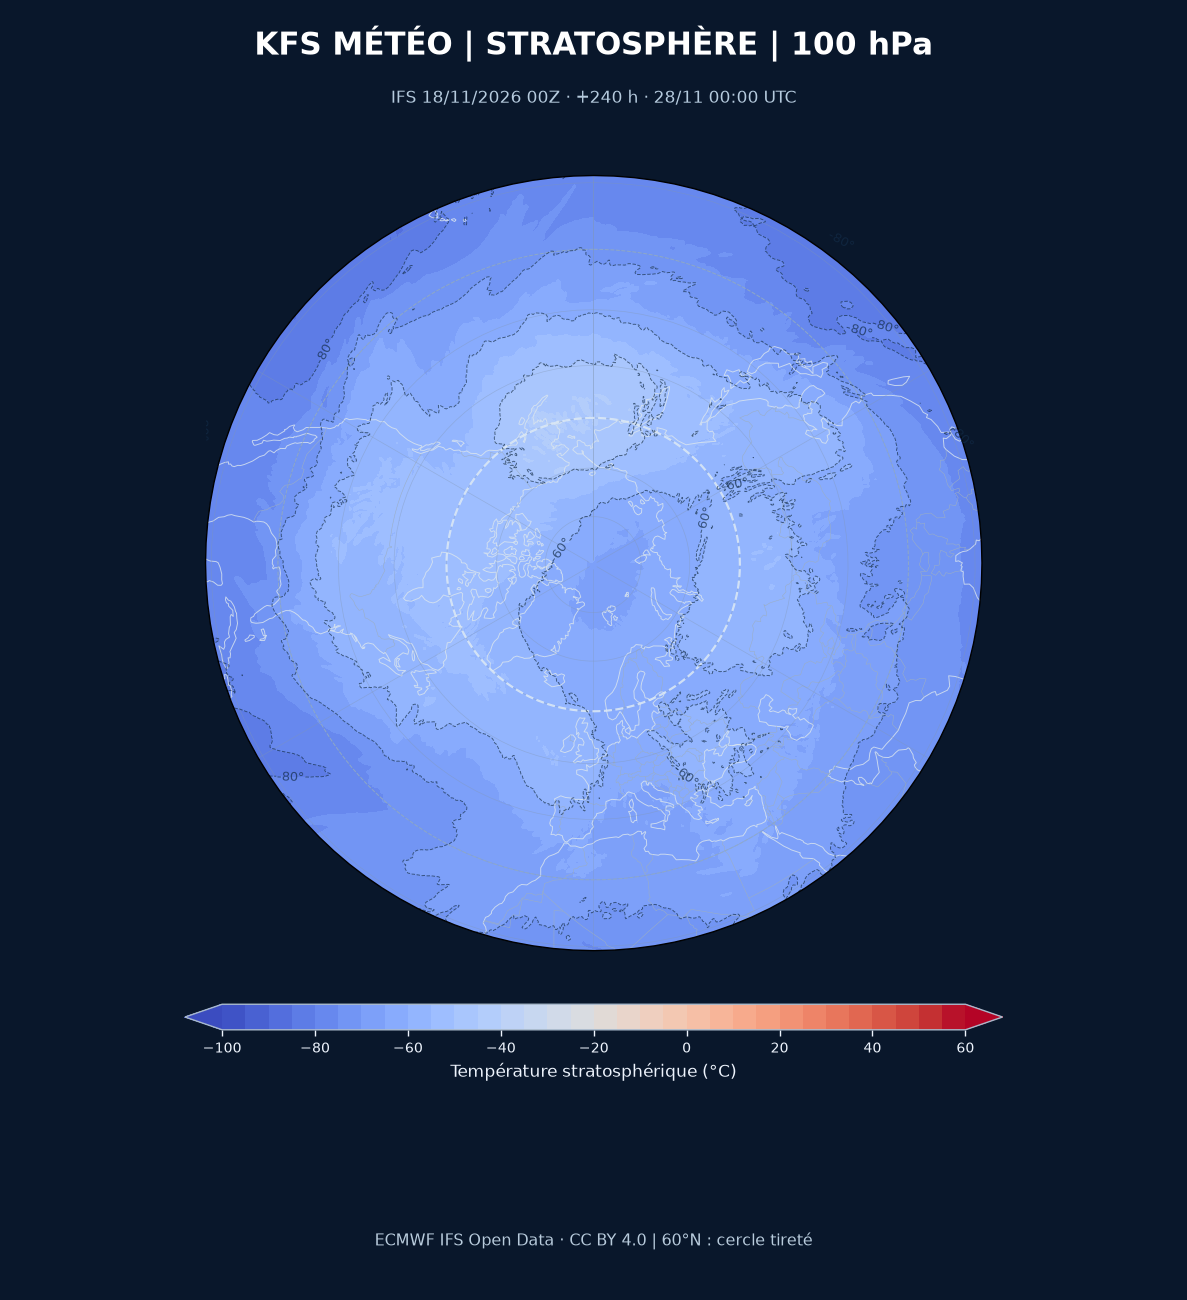 KFS MÉTÉO | STRATOSPHÈRE | 100 hPa
IFS 18/11/2026 00Z · +240 h · 28/11 00:00 UTC
-80°
80°
80°
80°
60°
60°
60°
60°
-80°
−100 −80 −60 −40 −20 0 20 40 60
Température stratosphérique (°C)
ECMWF IFS Open Data · CC BY 4.0 | 60°N : cercle tireté